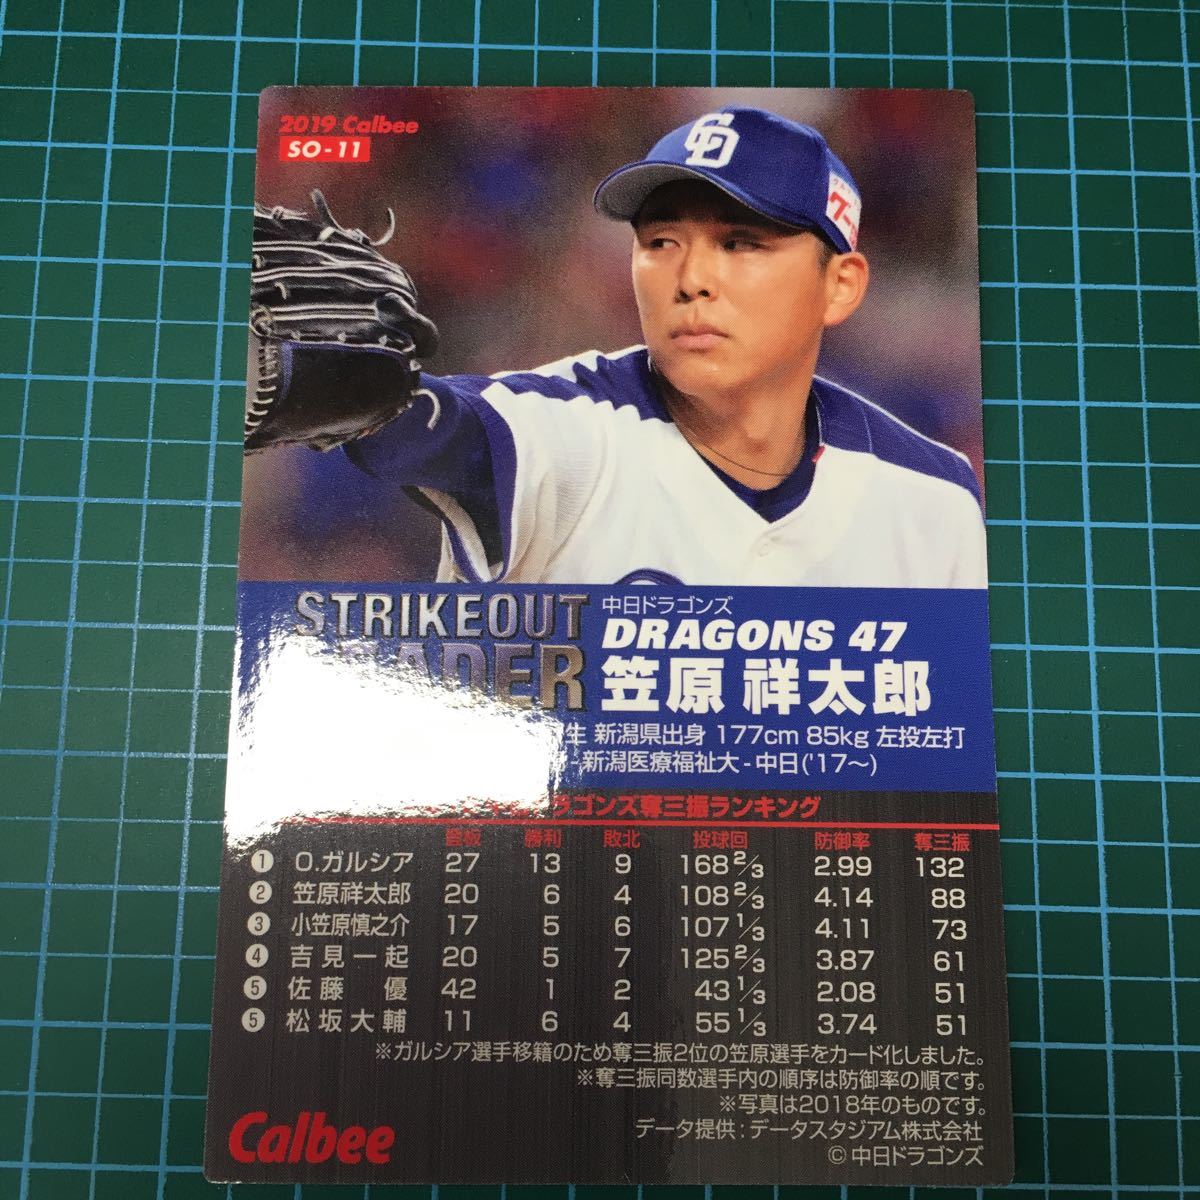 2019 Calbee
SO-11
CD
グー
STRIKEOUT
中日ドラゴンズ
DRAGONS 47
笠原 祥太郎
生 新潟県出身 177cm 85kg 左投左打
-新潟医療福祉大-中日('17〜)
ラゴンズ奪三振ランキング
登板 勝利 敗北 投球回 防御率 奪三振
1 O.ガルシア 27 13 9 168 2/3 2.99 132
2 笠原祥太郎 20 6 4 108 2/3 4.14 88
3 小笠原慎之介 17 5 6 107 1/3 4.11 73
4 吉見一起 20 5 7 125 2/3 3.87 61
5 佐藤 優 42 1 2 43 1/3 2.08 51
5 松坂大輔 11 6 4 55 1/3 3.74 51
※ガルシア選手移籍のため奪三振2位の笠原選手をカード化しました。
※奪三振同数選手内の順序は防御率の順です。
※写真は2018年のものです。
データ提供:データスタジアム株式会社
©中日ドラゴンズ
Calbee